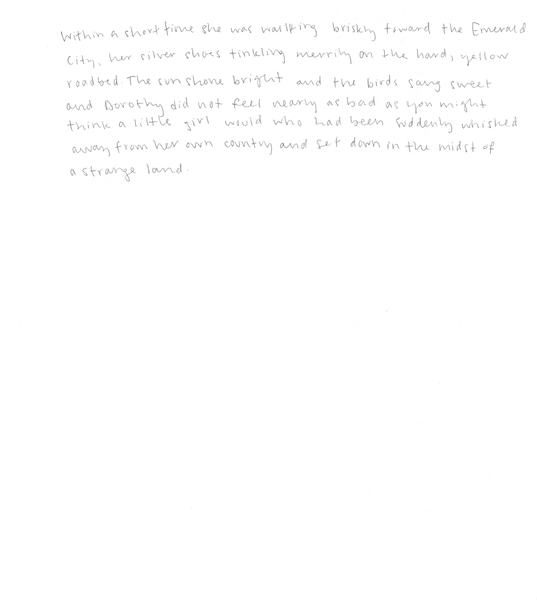 Within a short time she was walking briskly toward the Emerald
City, her silver shoes tinkling merrily on the hard, yellow
roadbed. The sun shone bright and the birds sang sweet
and Dorothy did not feel nearly as bad as you might
think a little girl would who had been suddenly whisked
away from her own country and set down in the midst of
a strange land.